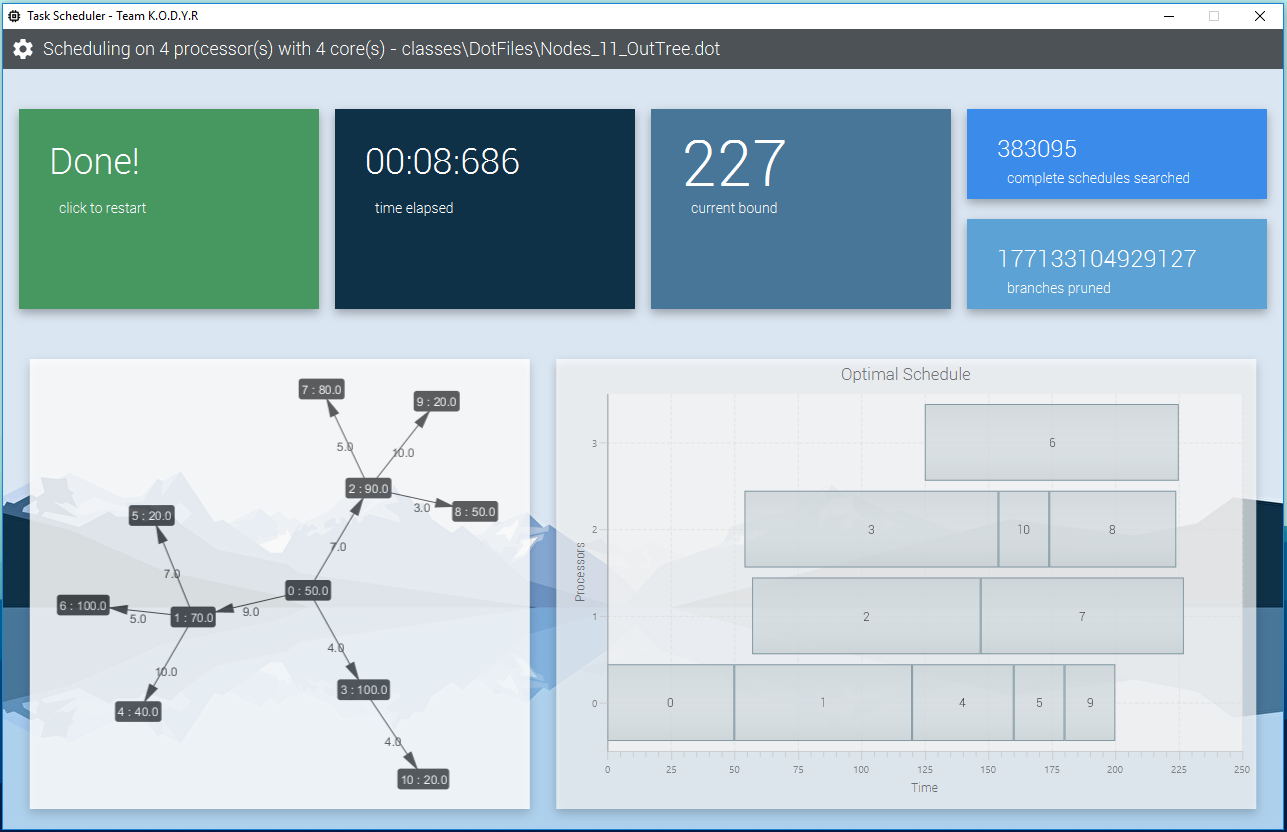 Task Scheduler - Team K.O.D.Y.R
Scheduling on 4 processor(s) with 4 core(s) - classes\DotFiles\Nodes_11_OutTree.dot
Done!
click to restart
00:08:686
time elapsed
227
current bound
383095
complete schedules searched
177133104929127
branches pruned
7 : 80.0
9 : 20.0
5.0
10.0
2 : 90.0
3.0
8 : 50.0
5 : 20.0
7.0
7.0
0 : 50.0
6 : 100.0
5.0
1 : 70.0
9.0
4.0
10.0
3 : 100.0
4 : 40.0
4.0
10 : 20.0
Optimal Schedule
Processors
3
6
2
3
10
8
1
2
7
0
0
1
4
5
9
0 25 50 75 100 125 150 175 200 225 250
Time